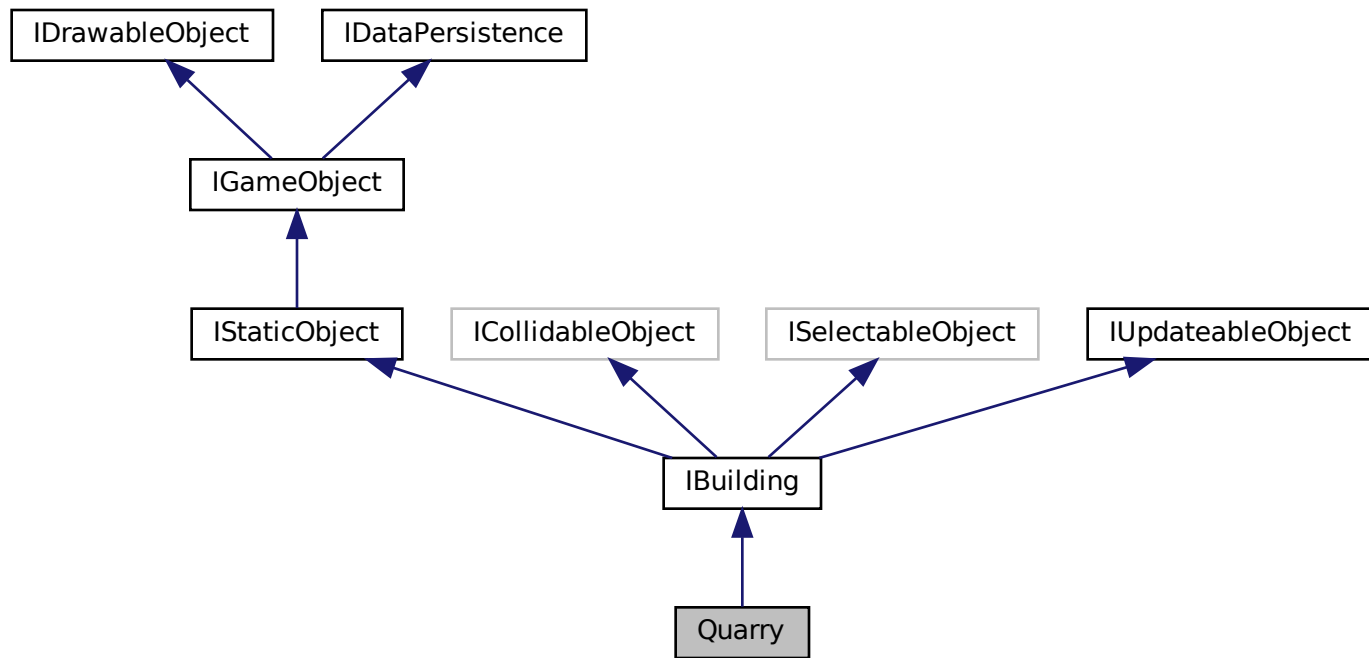 IDrawableObject
IDataPersistence
IGameObject
IStaticObject
ICollidableObject
ISelectableObject
IUpdateableObject
IBuilding
Quarry